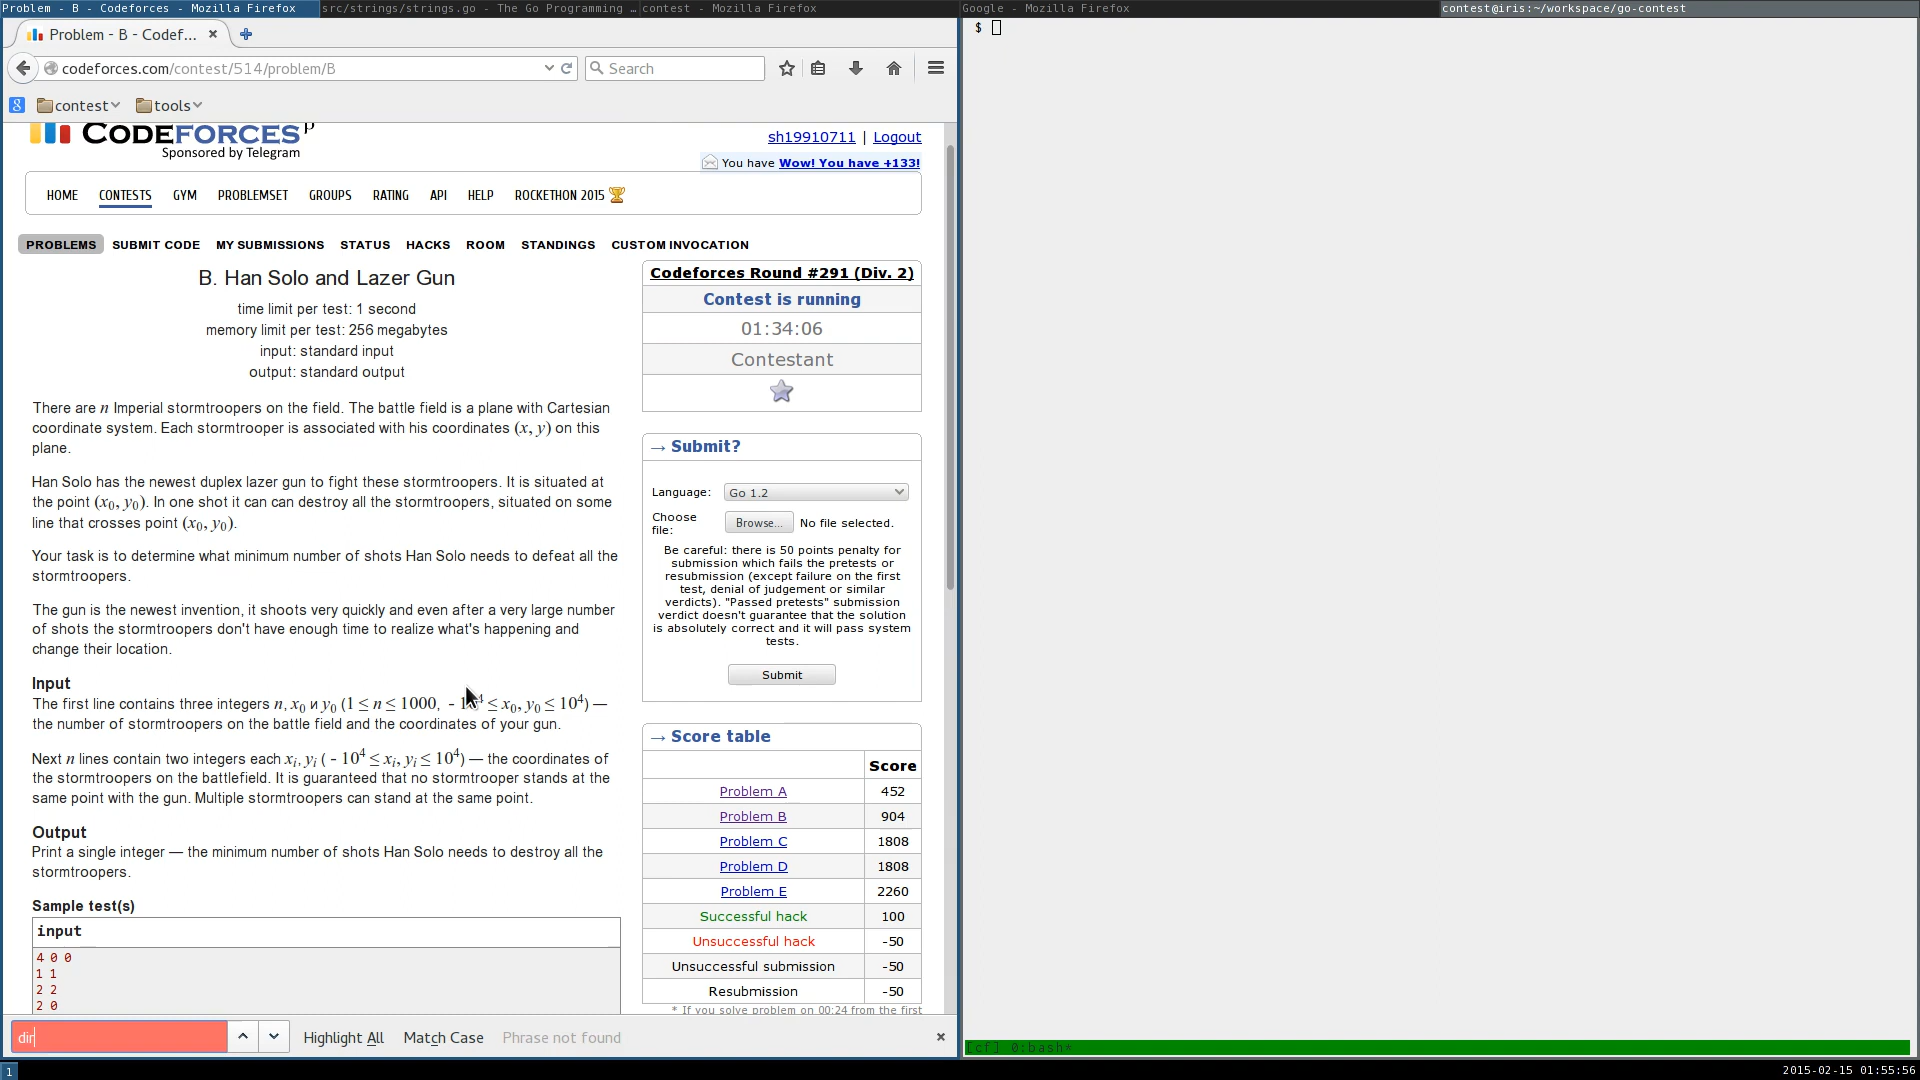 Problem - B - Codeforces - Mozilla Firefox
src/strings/strings.go - The Go Programming …
contest - Mozilla Firefox
Google - Mozilla Firefox
contest@iris:~/workspace/go-contest
Problem - B - Codef...
codeforces.com/contest/514/problem/B
Search
contest
tools
CODEFORCES
Sponsored by Telegram
sh19910711 | Logout
You have Wow! You have +133!
HOME CONTESTS GYM PROBLEMSET GROUPS RATING API HELP ROCKETHON 2015
PROBLEMS SUBMIT CODE MY SUBMISSIONS STATUS HACKS ROOM STANDINGS CUSTOM INVOCATION
B. Han Solo and Lazer Gun
time limit per test: 1 second
memory limit per test: 256 megabytes
input: standard input
output: standard output
There are n Imperial stormtroopers on the field. The battle field is a plane with Cartesian
coordinate system. Each stormtrooper is associated with his coordinates (x, y) on this
plane.
Han Solo has the newest duplex lazer gun to fight these stormtroopers. It is situated at
the point (x0, y0). In one shot it can can destroy all the stormtroopers, situated on some
line that crosses point (x0, y0).
Your task is to determine what minimum number of shots Han Solo needs to defeat all the
stormtroopers.
The gun is the newest invention, it shoots very quickly and even after a very large number
of shots the stormtroopers don't have enough time to realize what's happening and
change their location.
Input
The first line contains three integers n, x0 и y0 (1 ≤ n ≤ 1000, - 10^4 ≤ x0, y0 ≤ 10^4) —
the number of stormtroopers on the battle field and the coordinates of your gun.
Next n lines contain two integers each xi, yi ( - 10^4 ≤ xi, yi ≤ 10^4) — the coordinates of
the stormtroopers on the battlefield. It is guaranteed that no stormtrooper stands at the
same point with the gun. Multiple stormtroopers can stand at the same point.
Output
Print a single integer — the minimum number of shots Han Solo needs to destroy all the
stormtroopers.
Sample test(s)
input
4 0 0
1 1
2 2
2 0
Codeforces Round #291 (Div. 2)
Contest is running
01:34:06
Contestant
→ Submit?
Language: Go 1.2
Choose file: Browse... No file selected.
Be careful: there is 50 points penalty for
submission which fails the pretests or
resubmission (except failure on the first
test, denial of judgement or similar
verdicts). "Passed pretests" submission
verdict doesn't guarantee that the solution
is absolutely correct and it will pass system
tests.
Submit
→ Score table
Score
Problem A 452
Problem B 904
Problem C 1808
Problem D 1808
Problem E 2260
Successful hack 100
Unsuccessful hack -50
Unsuccessful submission -50
Resubmission -50
* If you solve problem on 00:24 from the first
dir
Highlight All
Match Case
Phrase not found
$
[cf] 0:bash*
1
2015-02-15 01:55:56